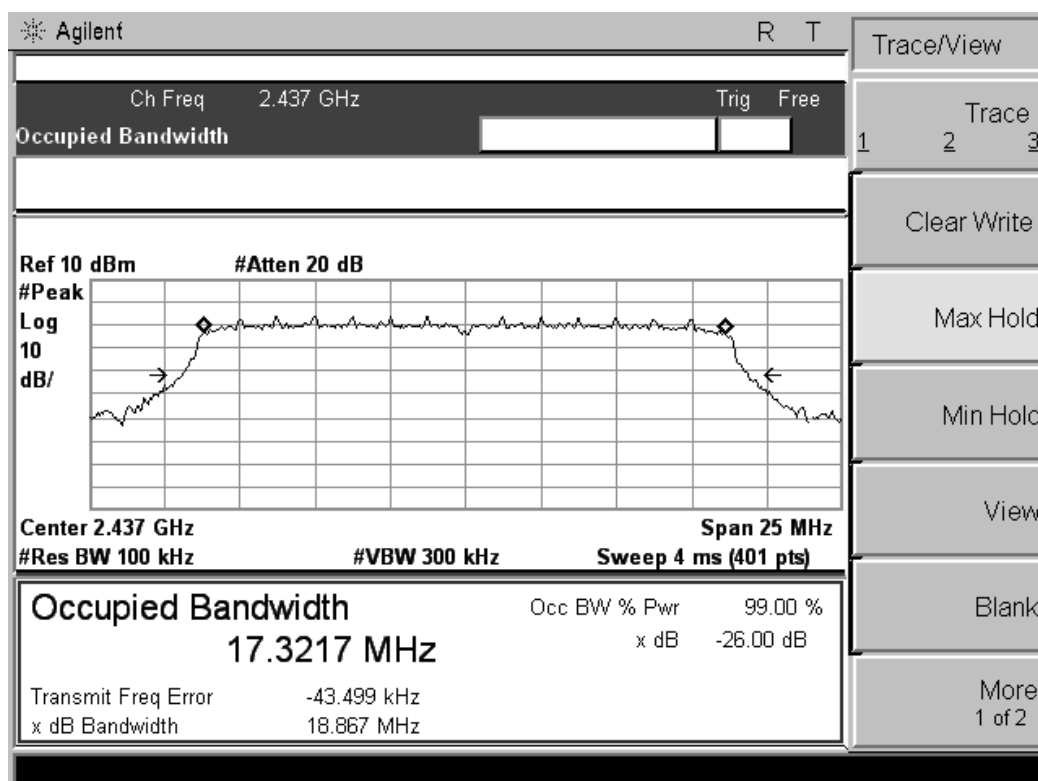 Agilent R T
Trace/View
Ch Freq 2.437 GHz Trig Free
Occupied Bandwidth
Trace
1 2 3
Clear Write
Max Hold
Min Hold
View
Blank
More
1 of 2
Ref 10 dBm #Atten 20 dB
#Peak
Log
10
dB/
Center 2.437 GHz Span 25 MHz
#Res BW 100 kHz #VBW 300 kHz Sweep 4 ms (401 pts)
Occupied Bandwidth Occ BW % Pwr 99.00 %
17.3217 MHz x dB -26.00 dB
Transmit Freq Error -43.499 kHz
x dB Bandwidth 18.867 MHz